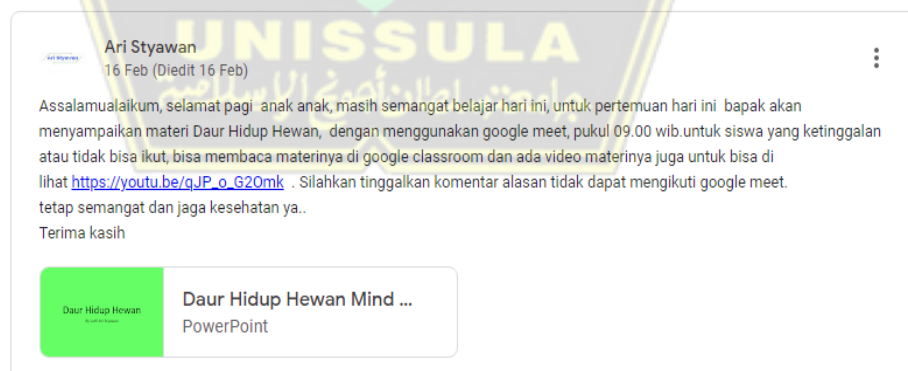 UNISSULA
جامعة سلطان أجونج الإسلامية
Ari Styawan
16 Feb (Diedit 16 Feb)
Assalamualaikum, selamat pagi  anak anak, masih semangat belajar hari ini, untuk pertemuan hari ini  bapak akan
menyampaikan materi Daur Hidup Hewan,  dengan menggunakan google meet, pukul 09.00 wib.untuk siswa yang ketinggalan
atau tidak bisa ikut, bisa membaca materinya di google classroom dan ada video materinya juga untuk bisa di
lihat https://youtu.be/qJP_o_G2Omk  . Silahkan tinggalkan komentar alasan tidak dapat mengikuti google meet.
tetap semangat dan jaga kesehatan ya..
Terima kasih
Daur Hidup Hewan
Daur Hidup Hewan Mind ...
PowerPoint